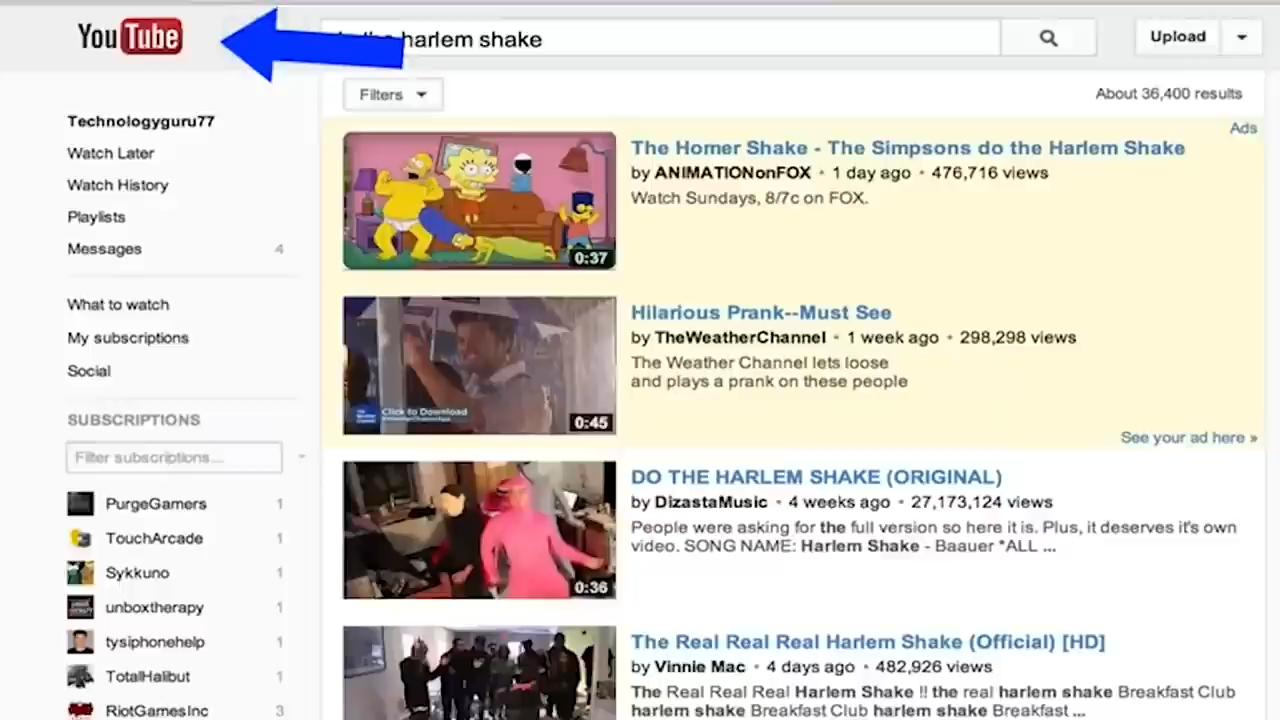 YouTube
harlem shake
Upload
Filters
About 36,400 results
Technologyguru77
Watch Later
Watch History
Playlists
Messages 4
What to watch
My subscriptions
Social
SUBSCRIPTIONS
Filter subscriptions...
PurgeGamers 1
TouchArcade 1
Sykkuno 1
unboxtherapy 1
tysiphonehelp 1
TotalHalibut 1
RiotGamesInc 3
Ads
The Homer Shake - The Simpsons do the Harlem Shake
by ANIMATIONonFOX • 1 day ago • 476,716 views
Watch Sundays, 8/7c on FOX.
0:37
Hilarious Prank--Must See
by TheWeatherChannel • 1 week ago • 298,298 views
The Weather Channel lets loose
and plays a prank on these people
Click to Download
0:45
See your ad here »
DO THE HARLEM SHAKE (ORIGINAL)
by DizastaMusic • 4 weeks ago • 27,173,124 views
People were asking for the full version so here it is. Plus, it deserves it's own
video. SONG NAME: Harlem Shake - Baauer *ALL ...
0:36
The Real Real Real Harlem Shake (Official) [HD]
by Vinnie Mac • 4 days ago • 482,926 views
The Real Real Real Harlem Shake !! the real harlem shake Breakfast Club
harlem shake Breakfast Club harlem shake Breakfast ...